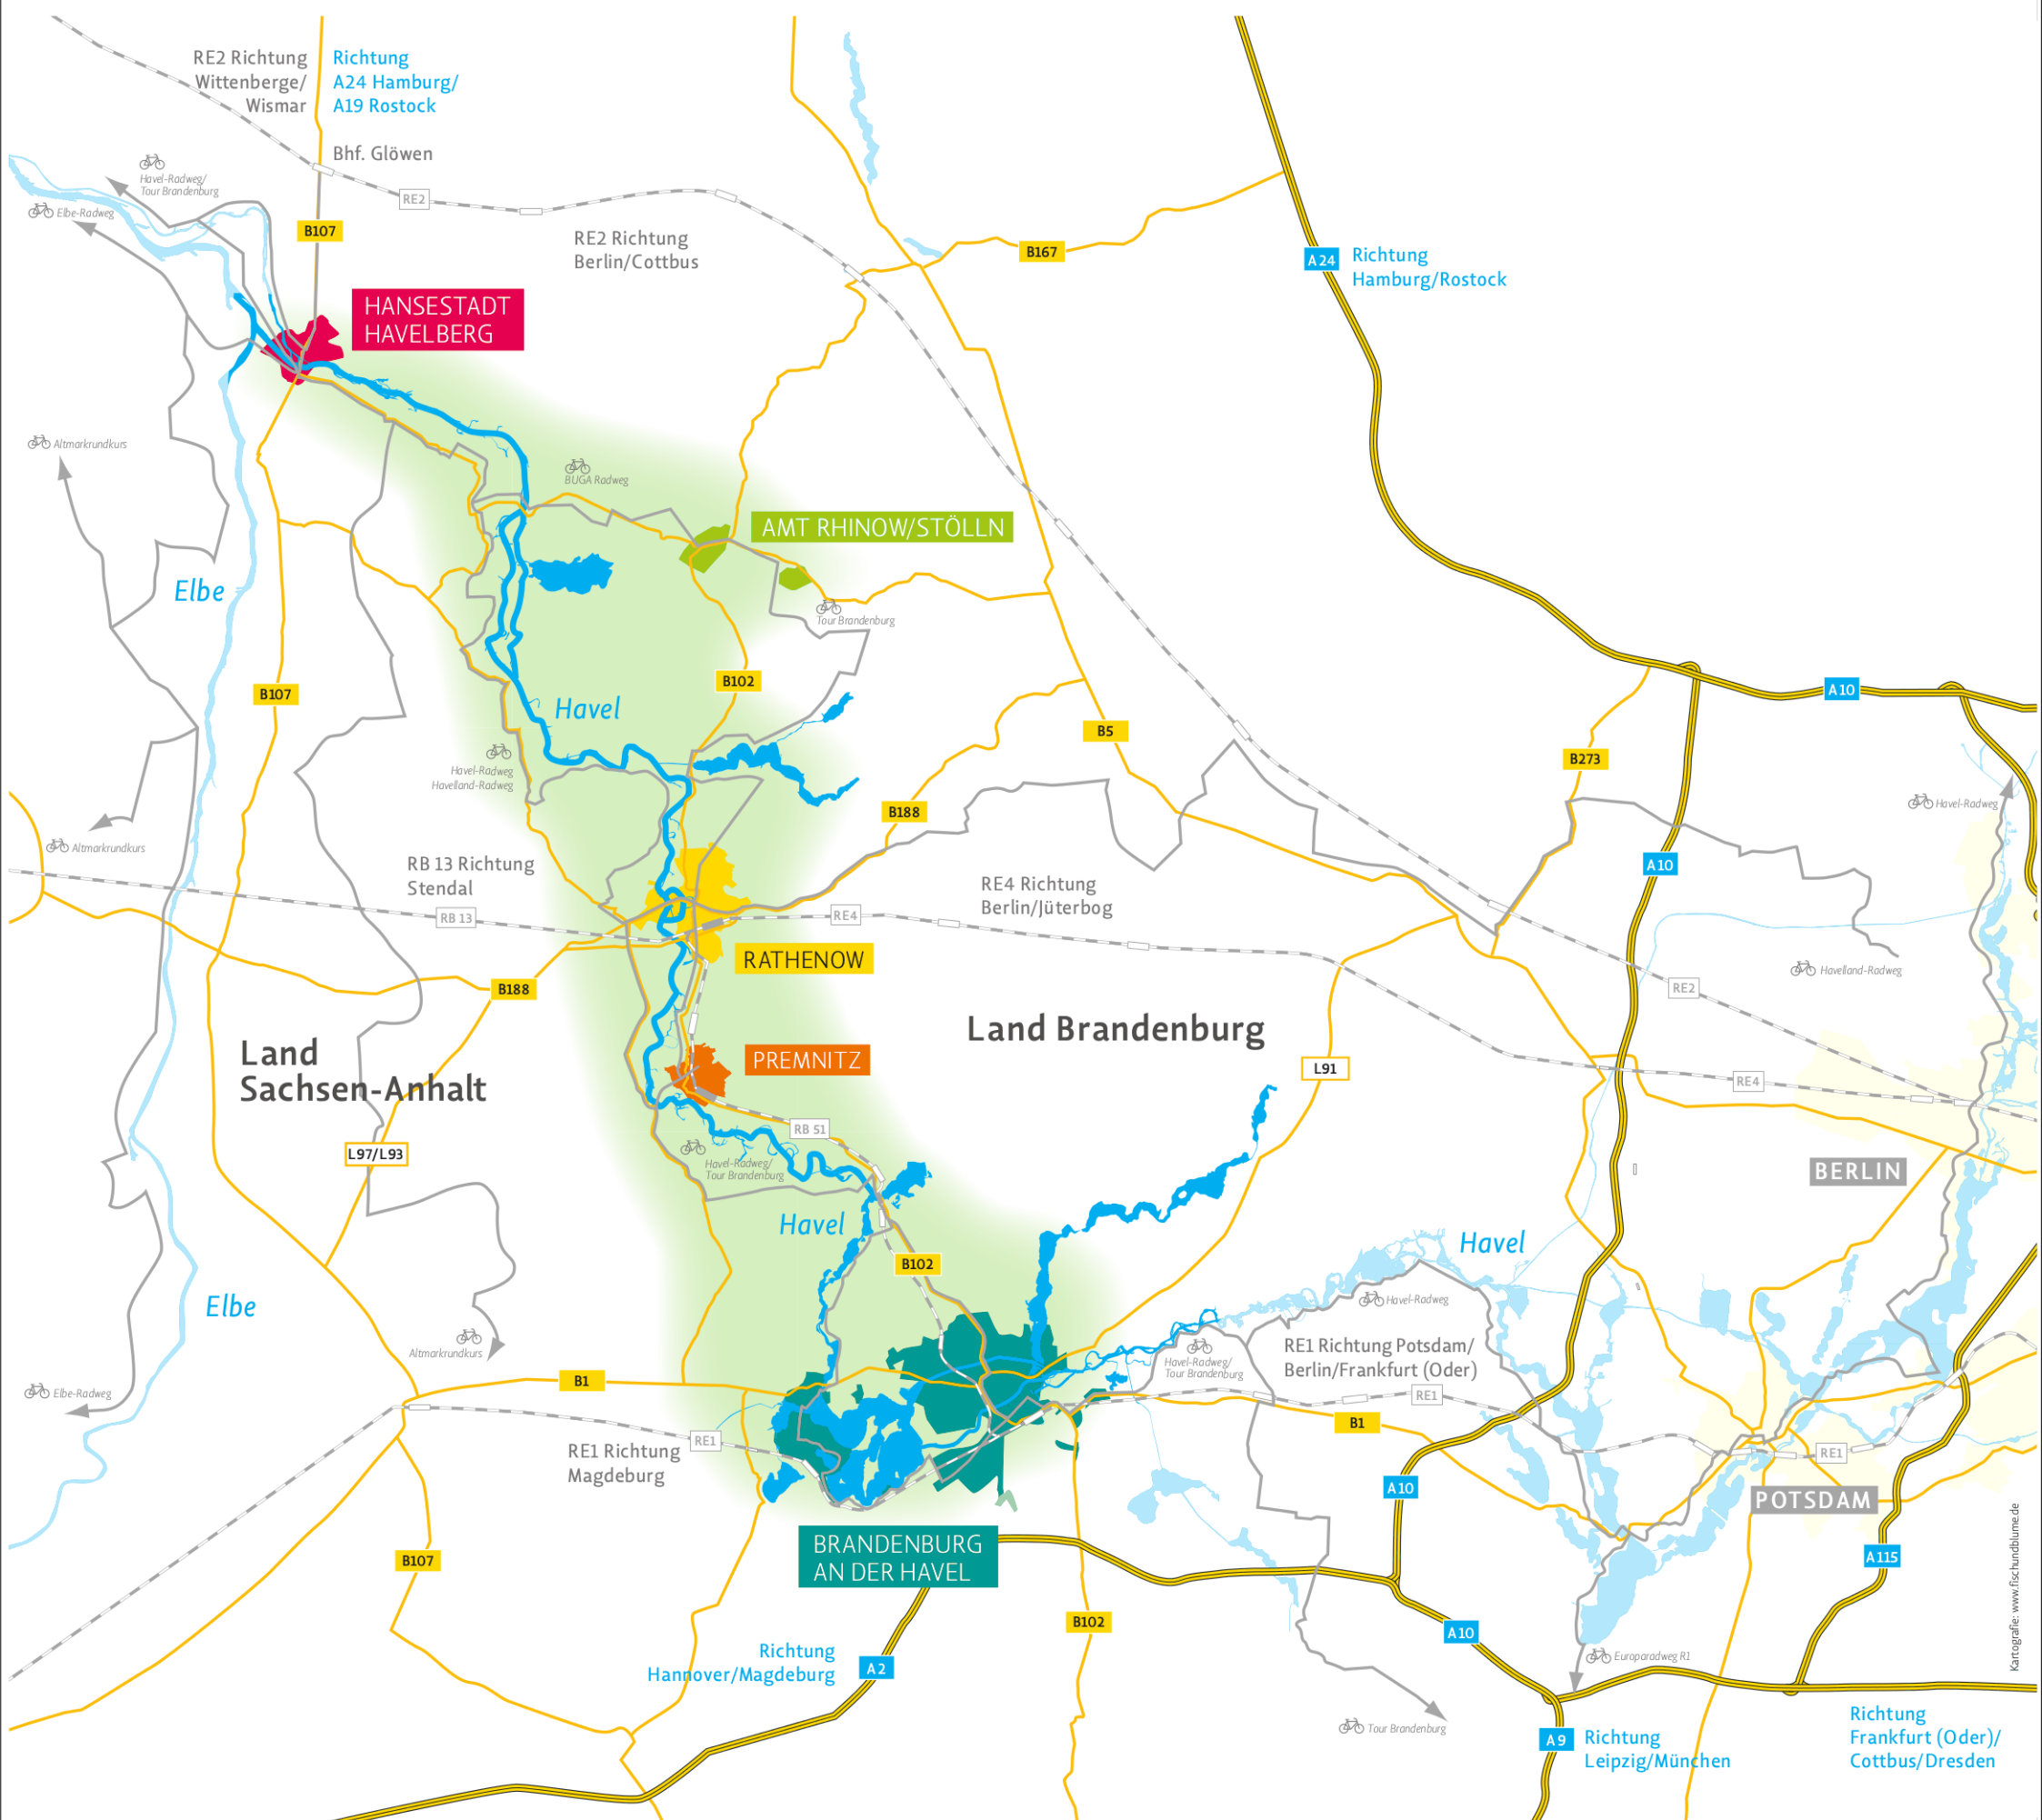 RE2 Richtung
Wittenberge/
Wismar
Richtung
A24 Hamburg/
A19 Rostock
Bhf. Glöwen
Havel-Radweg/
Tour Brandenburg
Elbe-Radweg
RE2
B107
RE2 Richtung
Berlin/Cottbus
B167
A24
Richtung
Hamburg/Rostock
HANSESTADT
HAVELBERG
Altmarkrundkurs
BUGA Radweg
AMT RHINOW/STÖLLN
Elbe
Tour Brandenburg
B107
B102
Havel
A10
B5
B273
Havel-Radweg
Havelland-Radweg
Havel-Radweg
B188
Altmarkrundkurs
RB 13 Richtung
Stendal
A10
RB 13
RE4
RE4 Richtung
Berlin/Jüterbog
RATHENOW
Havelland-Radweg
B188
RE2
Land Brandenburg
Land
Sachsen-Anhalt
PREMNITZ
L91
RE4
RB 51
L97/L93
Havel-Radweg/
Tour Brandenburg
BERLIN
Havel
Havel
B102
Elbe
Havel-Radweg
Altmarkrundkurs
RE1 Richtung Potsdam/
Berlin/Frankfurt (Oder)
Havel-Radweg/
Tour Brandenburg
B1
Elbe-Radweg
RE1
B1
RE1
RE1 Richtung
Magdeburg
RE1
A10
POTSDAM
BRANDENBURG
AN DER HAVEL
B107
A115
B102
A10
Richtung
Hannover/Magdeburg
A2
Europaradweg R1
Tour Brandenburg
A9
Richtung
Leipzig/München
Richtung
Frankfurt (Oder)/
Cottbus/Dresden
Kartografie: www.fischundblume.de